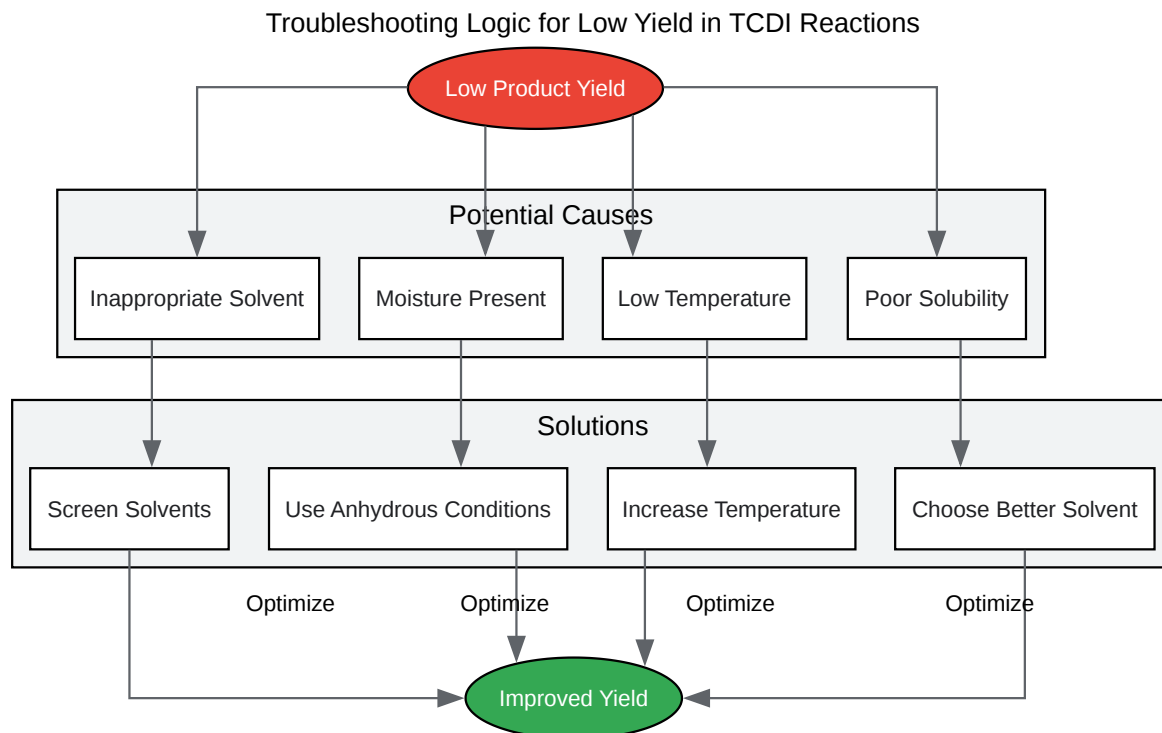 Troubleshooting Logic for Low Yield in TCDI Reactions
Low Product Yield
Potential Causes
Inappropriate Solvent
Moisture Present
Low Temperature
Poor Solubility
Solutions
Screen Solvents
Use Anhydrous Conditions
Increase Temperature
Choose Better Solvent
Optimize
Optimize
Optimize
Optimize
Improved Yield